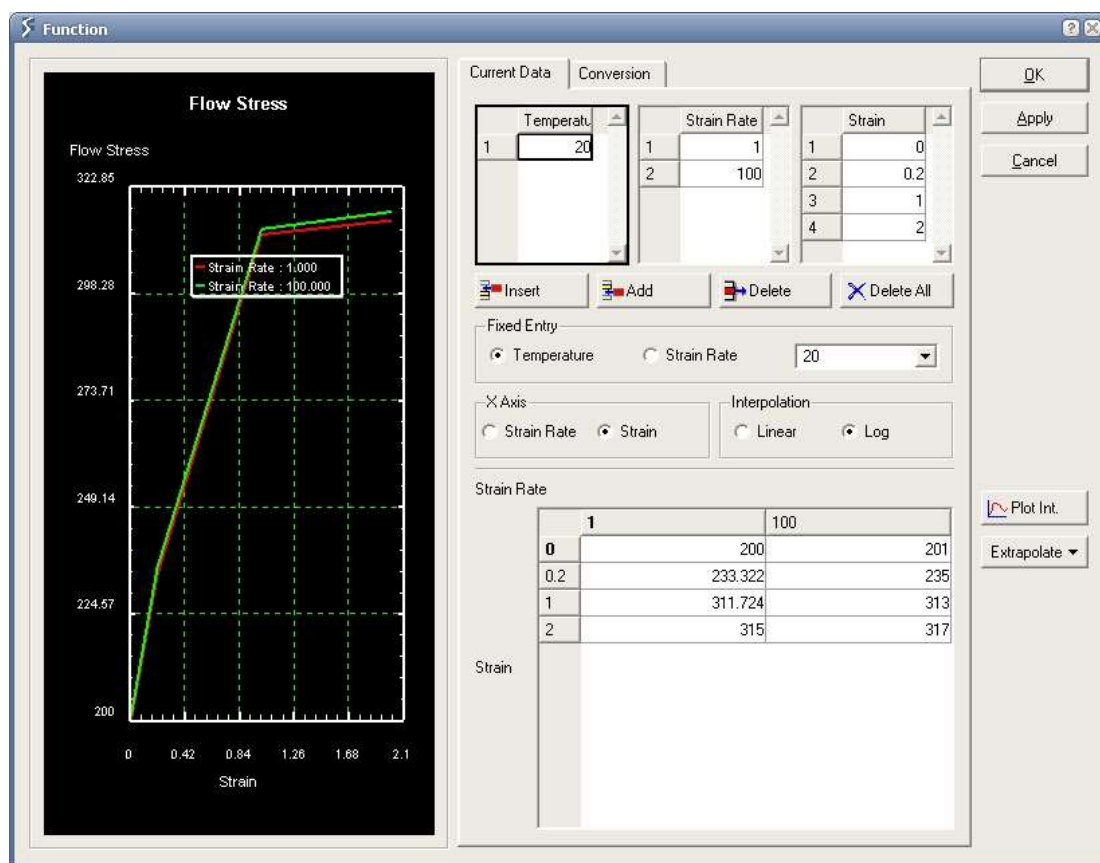 Function
Flow Stress
Flow Stress
322.85
298.28
273.71
249.14
224.57
200
Strain Rate : 1.000
Strain Rate : 100.000
0 0.42 0.84 1.26 1.68 2.1
Strain
Current Data Conversion
Temperatu
1 20
Strain Rate
1 1
2 100
Strain
1 0
2 0.2
3 1
4 2
Insert Add Delete Delete All
Fixed Entry
Temperature Strain Rate 20
X Axis
Strain Rate Strain
Interpolation
Linear Log
Strain Rate
1 100
0 200 201
0.2 233.322 235
1 311.724 313
2 315 317
Strain
OK
Apply
Cancel
Plot Int.
Extrapolate